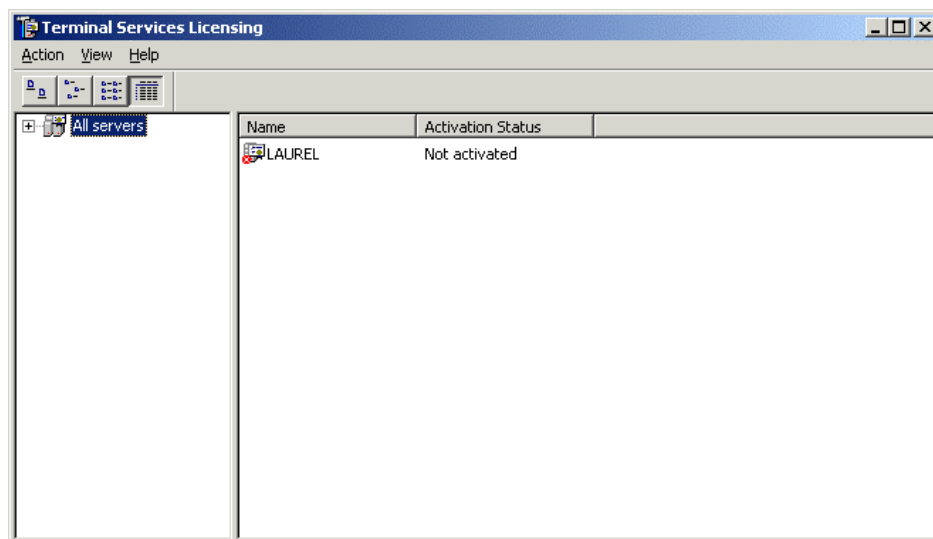 Terminal Services Licensing
Action View Help
All servers
Name Activation Status
LAUREL Not activated